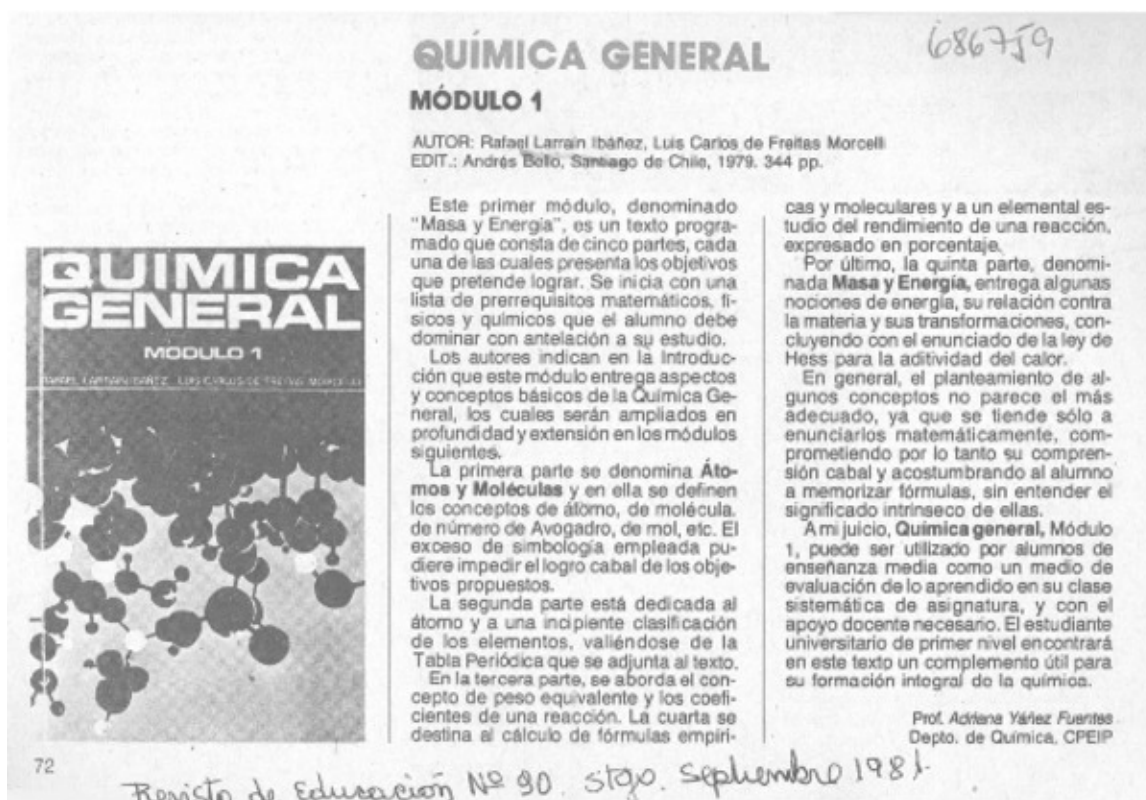 686759
QUÍMICA GENERAL
MÓDULO 1
AUTOR: Rafael Larraín Ibáñez, Luis Carlos de Freitas Morcelli
EDIT.: Andrés Bello, Santiago de Chile, 1979. 344 pp.
QUIMICA
GENERAL
MODULO 1
RAFAEL LARRAIN IBAÑEZ LUIS CARLOS DE FREITAS MORCELLI
Este primer módulo, denominado
"Masa y Energía", es un texto progra-
mado que consta de cinco partes, cada
una de las cuales presenta los objetivos
que pretende lograr. Se inicia con una
lista de prerrequisitos matemáticos, fí-
sicos y químicos que el alumno debe
dominar con antelación a su estudio.
Los autores indican en la Introduc-
ción que este módulo entrega aspectos
y conceptos básicos de la Química Ge-
neral, los cuales serán ampliados en
profundidad y extensión en los módulos
siguientes.
La primera parte se denomina Áto-
mos y Moléculas y en ella se definen
los conceptos de átomo, de molécula,
de número de Avogadro, de mol, etc. El
exceso de simbología empleada pu-
diere impedir el logro cabal de los obje-
tivos propuestos.
La segunda parte está dedicada al
átomo y a una incipiente clasificación
de los elementos, valiéndose de la
Tabla Periódica que se adjunta al texto.
En la tercera parte, se aborda el con-
cepto de peso equivalente y los coefi-
cientes de una reacción. La cuarta se
destina al cálculo de fórmulas empíri-
cas y moleculares y a un elemental es-
tudio del rendimiento de una reacción,
expresado en porcentaje.
Por último, la quinta parte, denomi-
nada Masa y Energía, entrega algunas
nociones de energía, su relación contra
la materia y sus transformaciones, con-
cluyendo con el enunciado de la ley de
Hess para la aditividad del calor.
En general, el planteamiento de al-
gunos conceptos no parece el más
adecuado, ya que se tiende sólo a
enunciarlos matemáticamente, com-
prometiendo por lo tanto su compren-
sión cabal y acostumbrando al alumno
a memorizar fórmulas, sin entender el
significado intrínseco de ellas.
A mi juicio, Química general, Módulo
1, puede ser utilizado por alumnos de
enseñanza media como un medio de
evaluación de lo aprendido en su clase
sistemática de asignatura, y con el
apoyo docente necesario. El estudiante
universitario de primer nivel encontrará
en este texto un complemento útil para
su formación integral de la química.
Prof. Adriana Yáñez Fuentes
Depto. de Química, CPEIP
72
Revista de Educación Nº 90. Stgo. Septiembre 1981.